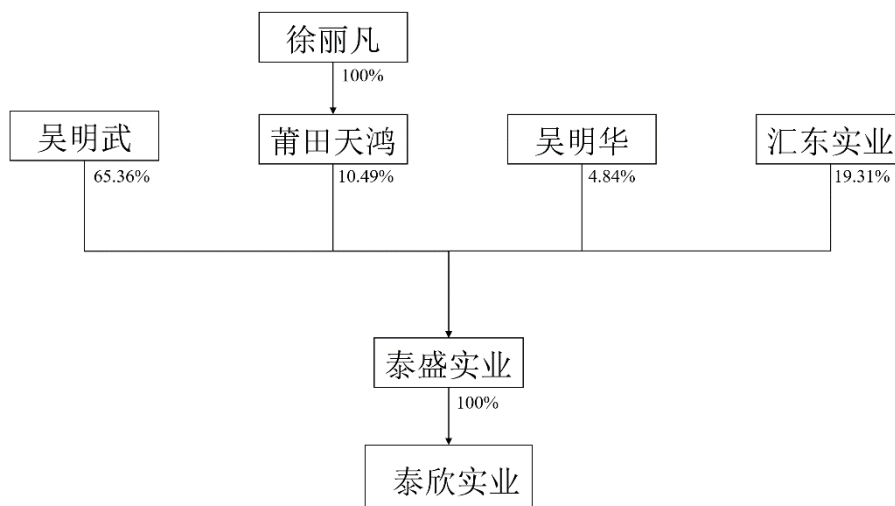 徐丽凡
100%
吴明武
莆田天鸿
吴明华
汇东实业
65.36%
10.49%
4.84%
19.31%
泰盛实业
100%
泰欣实业